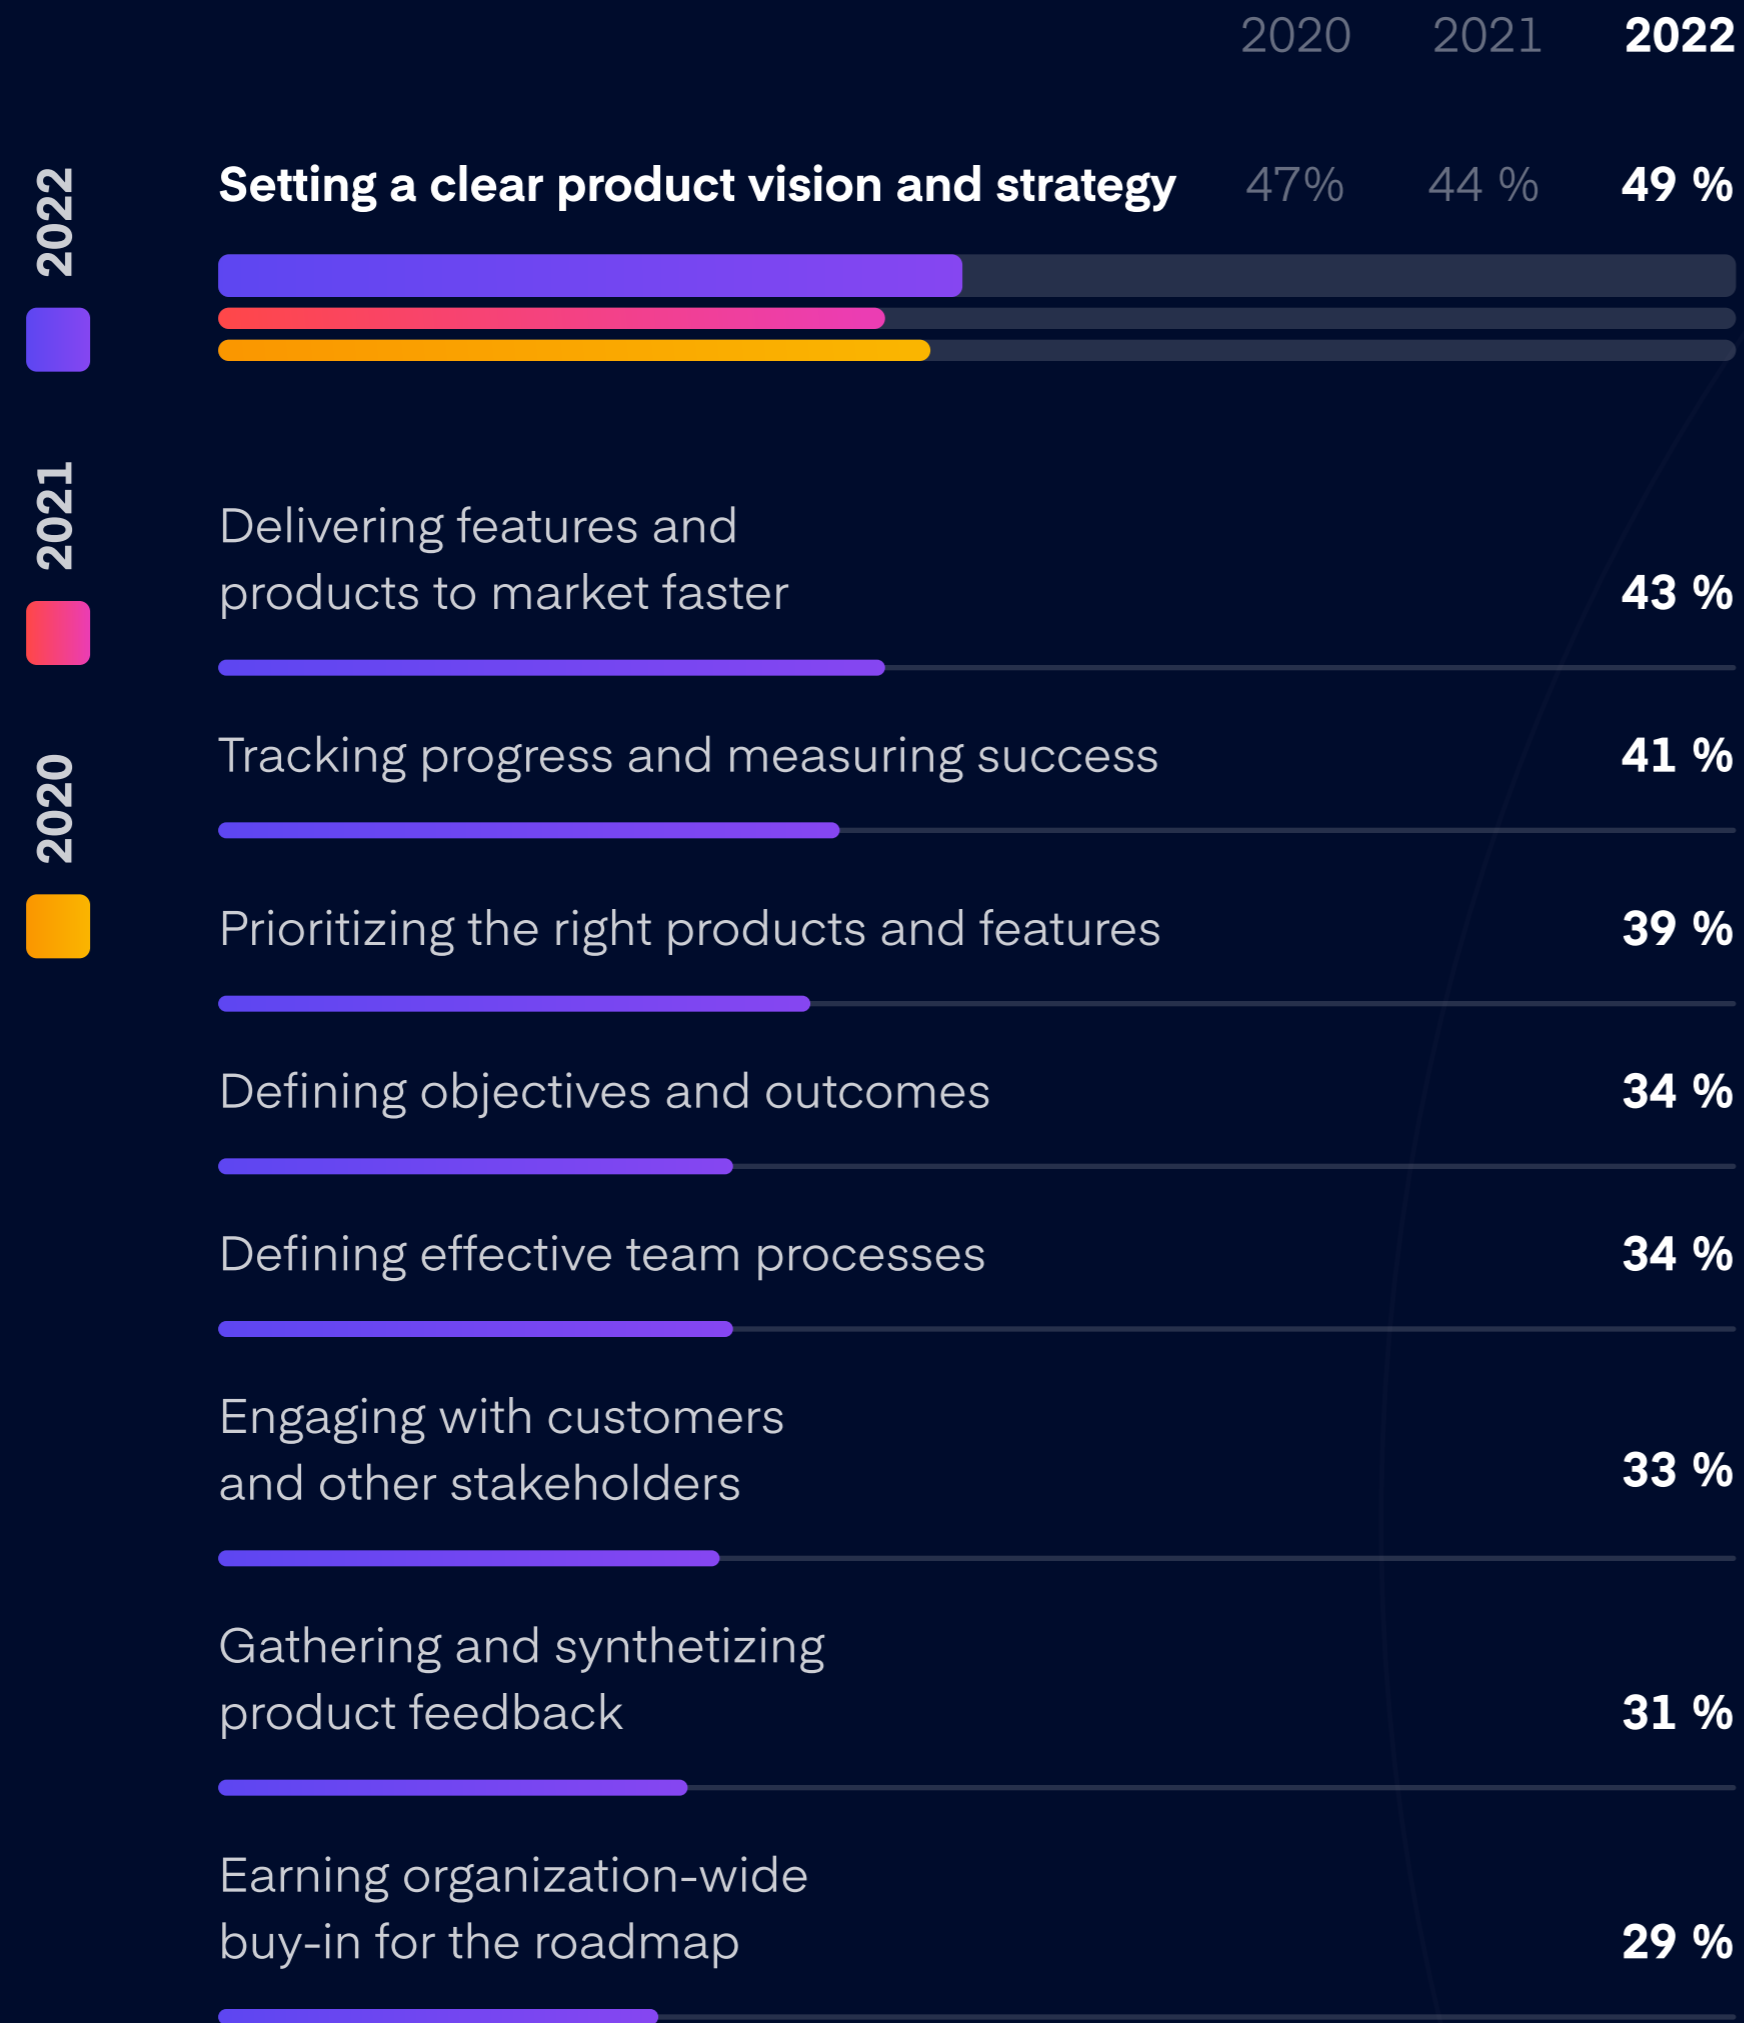 2020 2021 2022
2022
2021
2020
Setting a clear product vision and strategy 47% 44 % 49 %
Delivering features and
products to market faster 43 %
Tracking progress and measuring success 41 %
Prioritizing the right products and features 39 %
Defining objectives and outcomes 34 %
Defining effective team processes 34 %
Engaging with customers
and other stakeholders 33 %
Gathering and synthetizing
product feedback 31 %
Earning organization-wide
buy-in for the roadmap 29 %